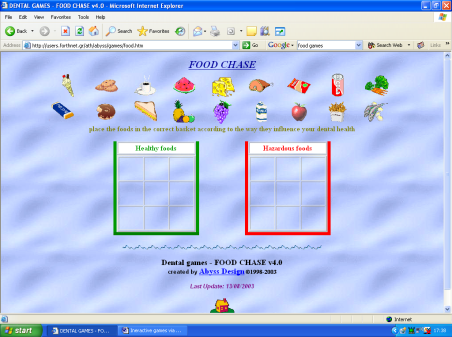 DENTAL GAMES - FOOD CHASE v4.0 - Microsoft Internet Explorer
File Edit View Favorites Tools Help
Back Search Favorites
Address http://users.forthnet.gr/ath/abyss/games/food.htm Go Google food games Search Web Links
FOOD CHASE
place the foods in the correct basket according to the way they influence your dental health
Healthy foods Hazardous foods
Dental games - FOOD CHASE v4.0
created by Abyss Design ©1998-2003
Last Update: 13/08/2003
Internet
start DENTAL GAMES - FO... Interactive games via ... 17:38